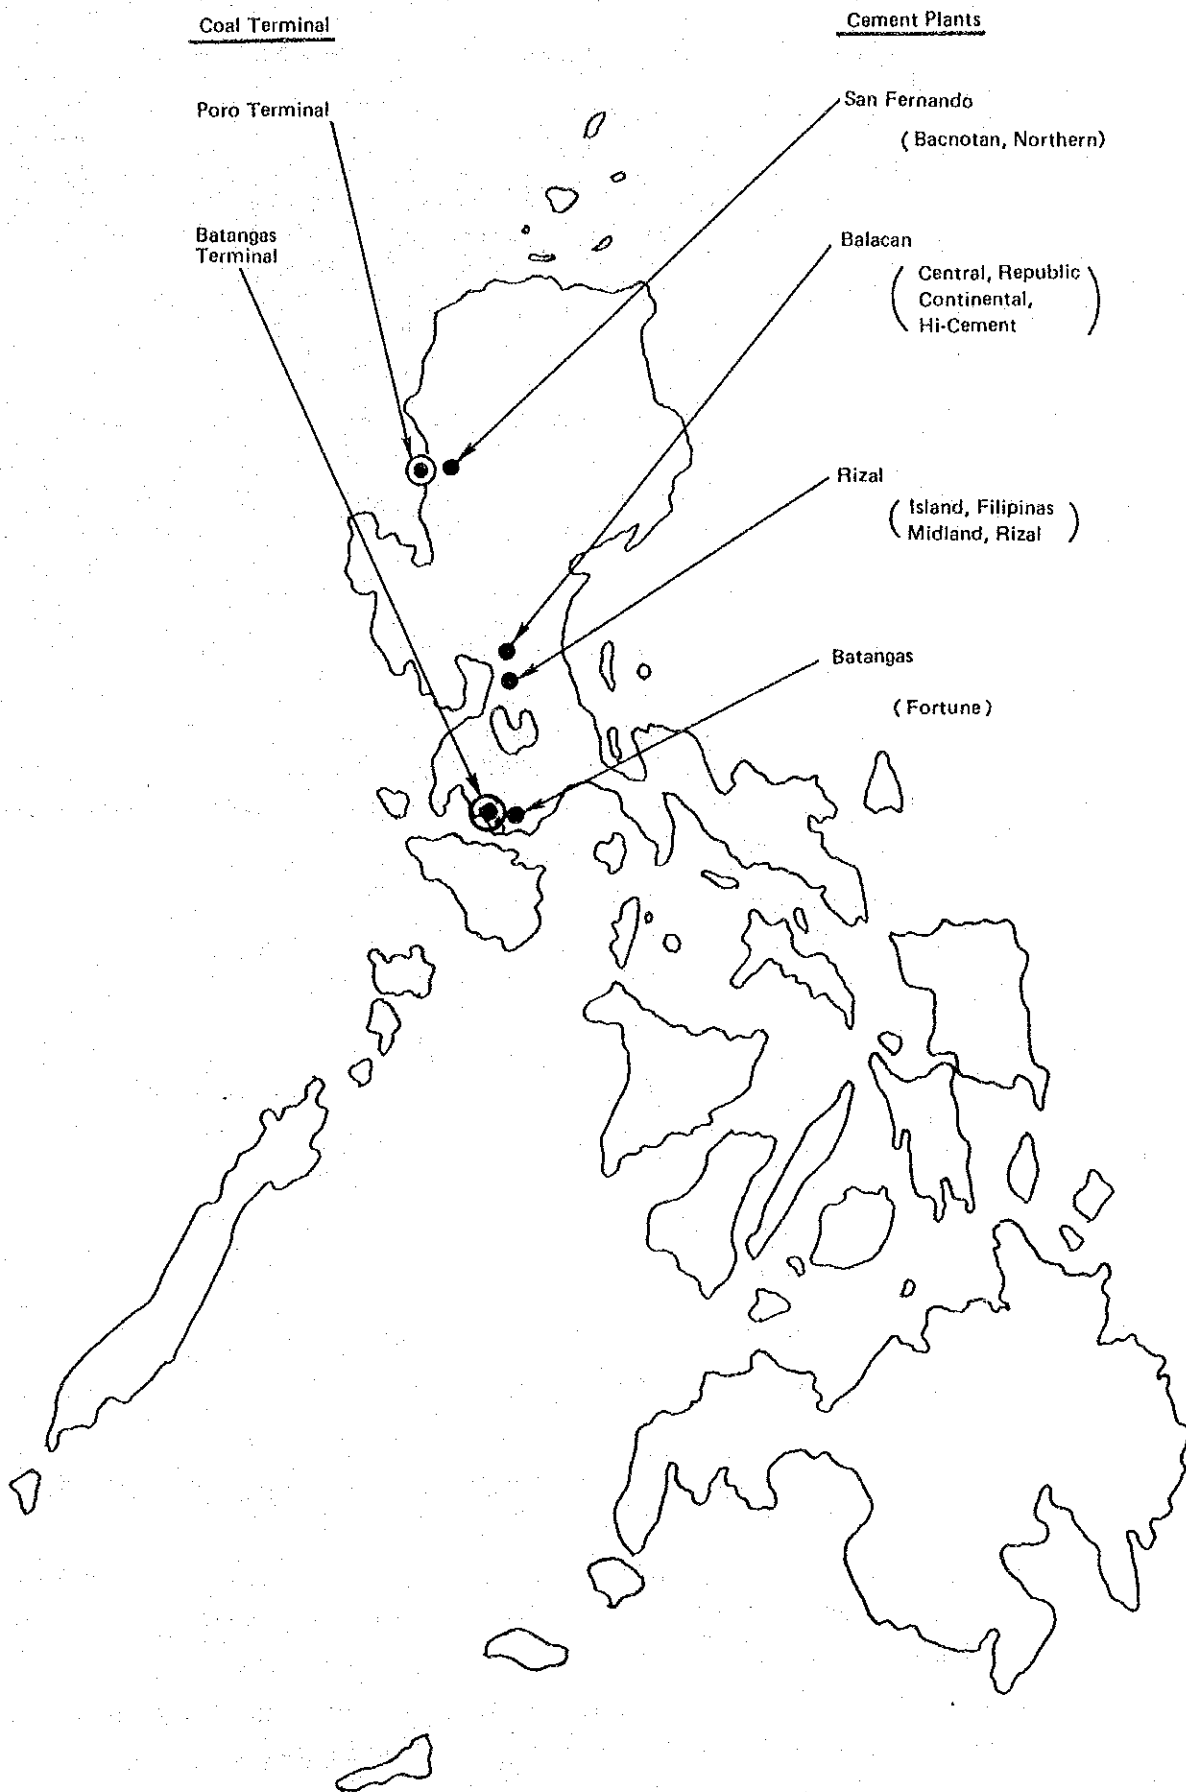 Coal Terminal
Cement Plants
Poro Terminal
San Fernando
(Bacnotan, Northern)
Batangas
Terminal
Balacan
(Central, Republic
Continental,
Hi-Cement)
Rizal
(Island, Filipinas
Midland, Rizal)
Batangas
(Fortune)